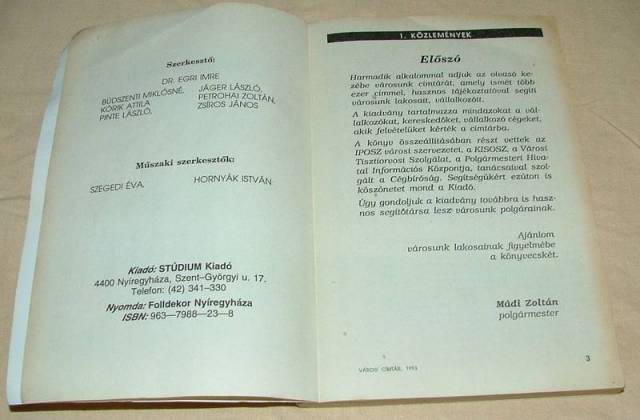 Szerkesztő:
DR. EGRI IMRE
BÜDSZENTI MIKLÓSNÉ, JÁGER LÁSZLÓ,
KÓRIK ATTILA PETROHAI ZOLTÁN,
PINTE LÁSZLÓ, ZSÍROS JÁNOS
Műszaki szerkesztők:
SZEGEDI ÉVA, HORNYÁK ISTVÁN
Kiadó: STÚDIUM Kiadó
4400 Nyíregyháza, Szent-Györgyi u. 17.
Telefon: (42) 341-330
Nyomda: Folldekor Nyíregyháza
ISBN: 963-7988-23-8
1. KÖZLEMÉNYEK
Előszó
Harmadik alkalommal adjuk az olvasó ke-
zébe városunk címtárát, amely ismét több
ezer címmel, hasznos tájékoztatóval segíti
városunk lakosait, vállalkozóit.
A kiadvány tartalmazza mindazokat a vál-
lalkozókat, kereskedőket, vállalkozó cégeket,
akik felvételüket kérték a címtárba.
A könyv összeállításában részt vettek az
IPOSZ városi szervezetei, a KISOSZ, a Városi
Tisztiorvosi Szolgálat, a Polgármesteri Hiva-
tal Információs Központja, tanácsaival szol-
gált a Cégbíróság. Segítségükért ezúton is
köszönetet mond a Kiadó.
Úgy gondoljuk a kiadvány továbbra is hasz-
nos segítőtársa lesz városunk polgárainak.
Ajánlom
városunk lakosainak figyelmébe
a könyvecskét.
Mádi Zoltán
polgármester
3
VÁROSI CÍMTÁR, 1993